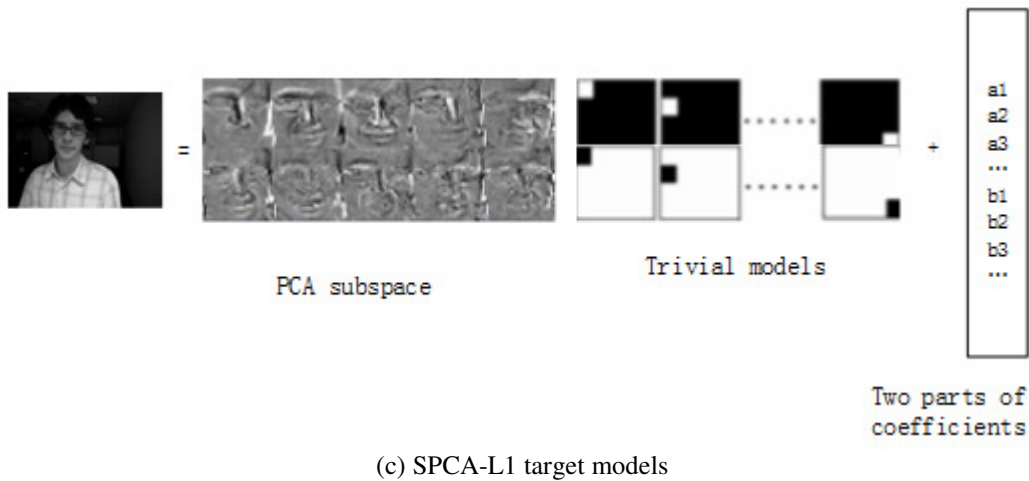 =
+
a1
a2
a3
...
b1
b2
b3
...
PCA subspace
Trivial models
Two parts of
coefficients
(c) SPCA-L1 target models